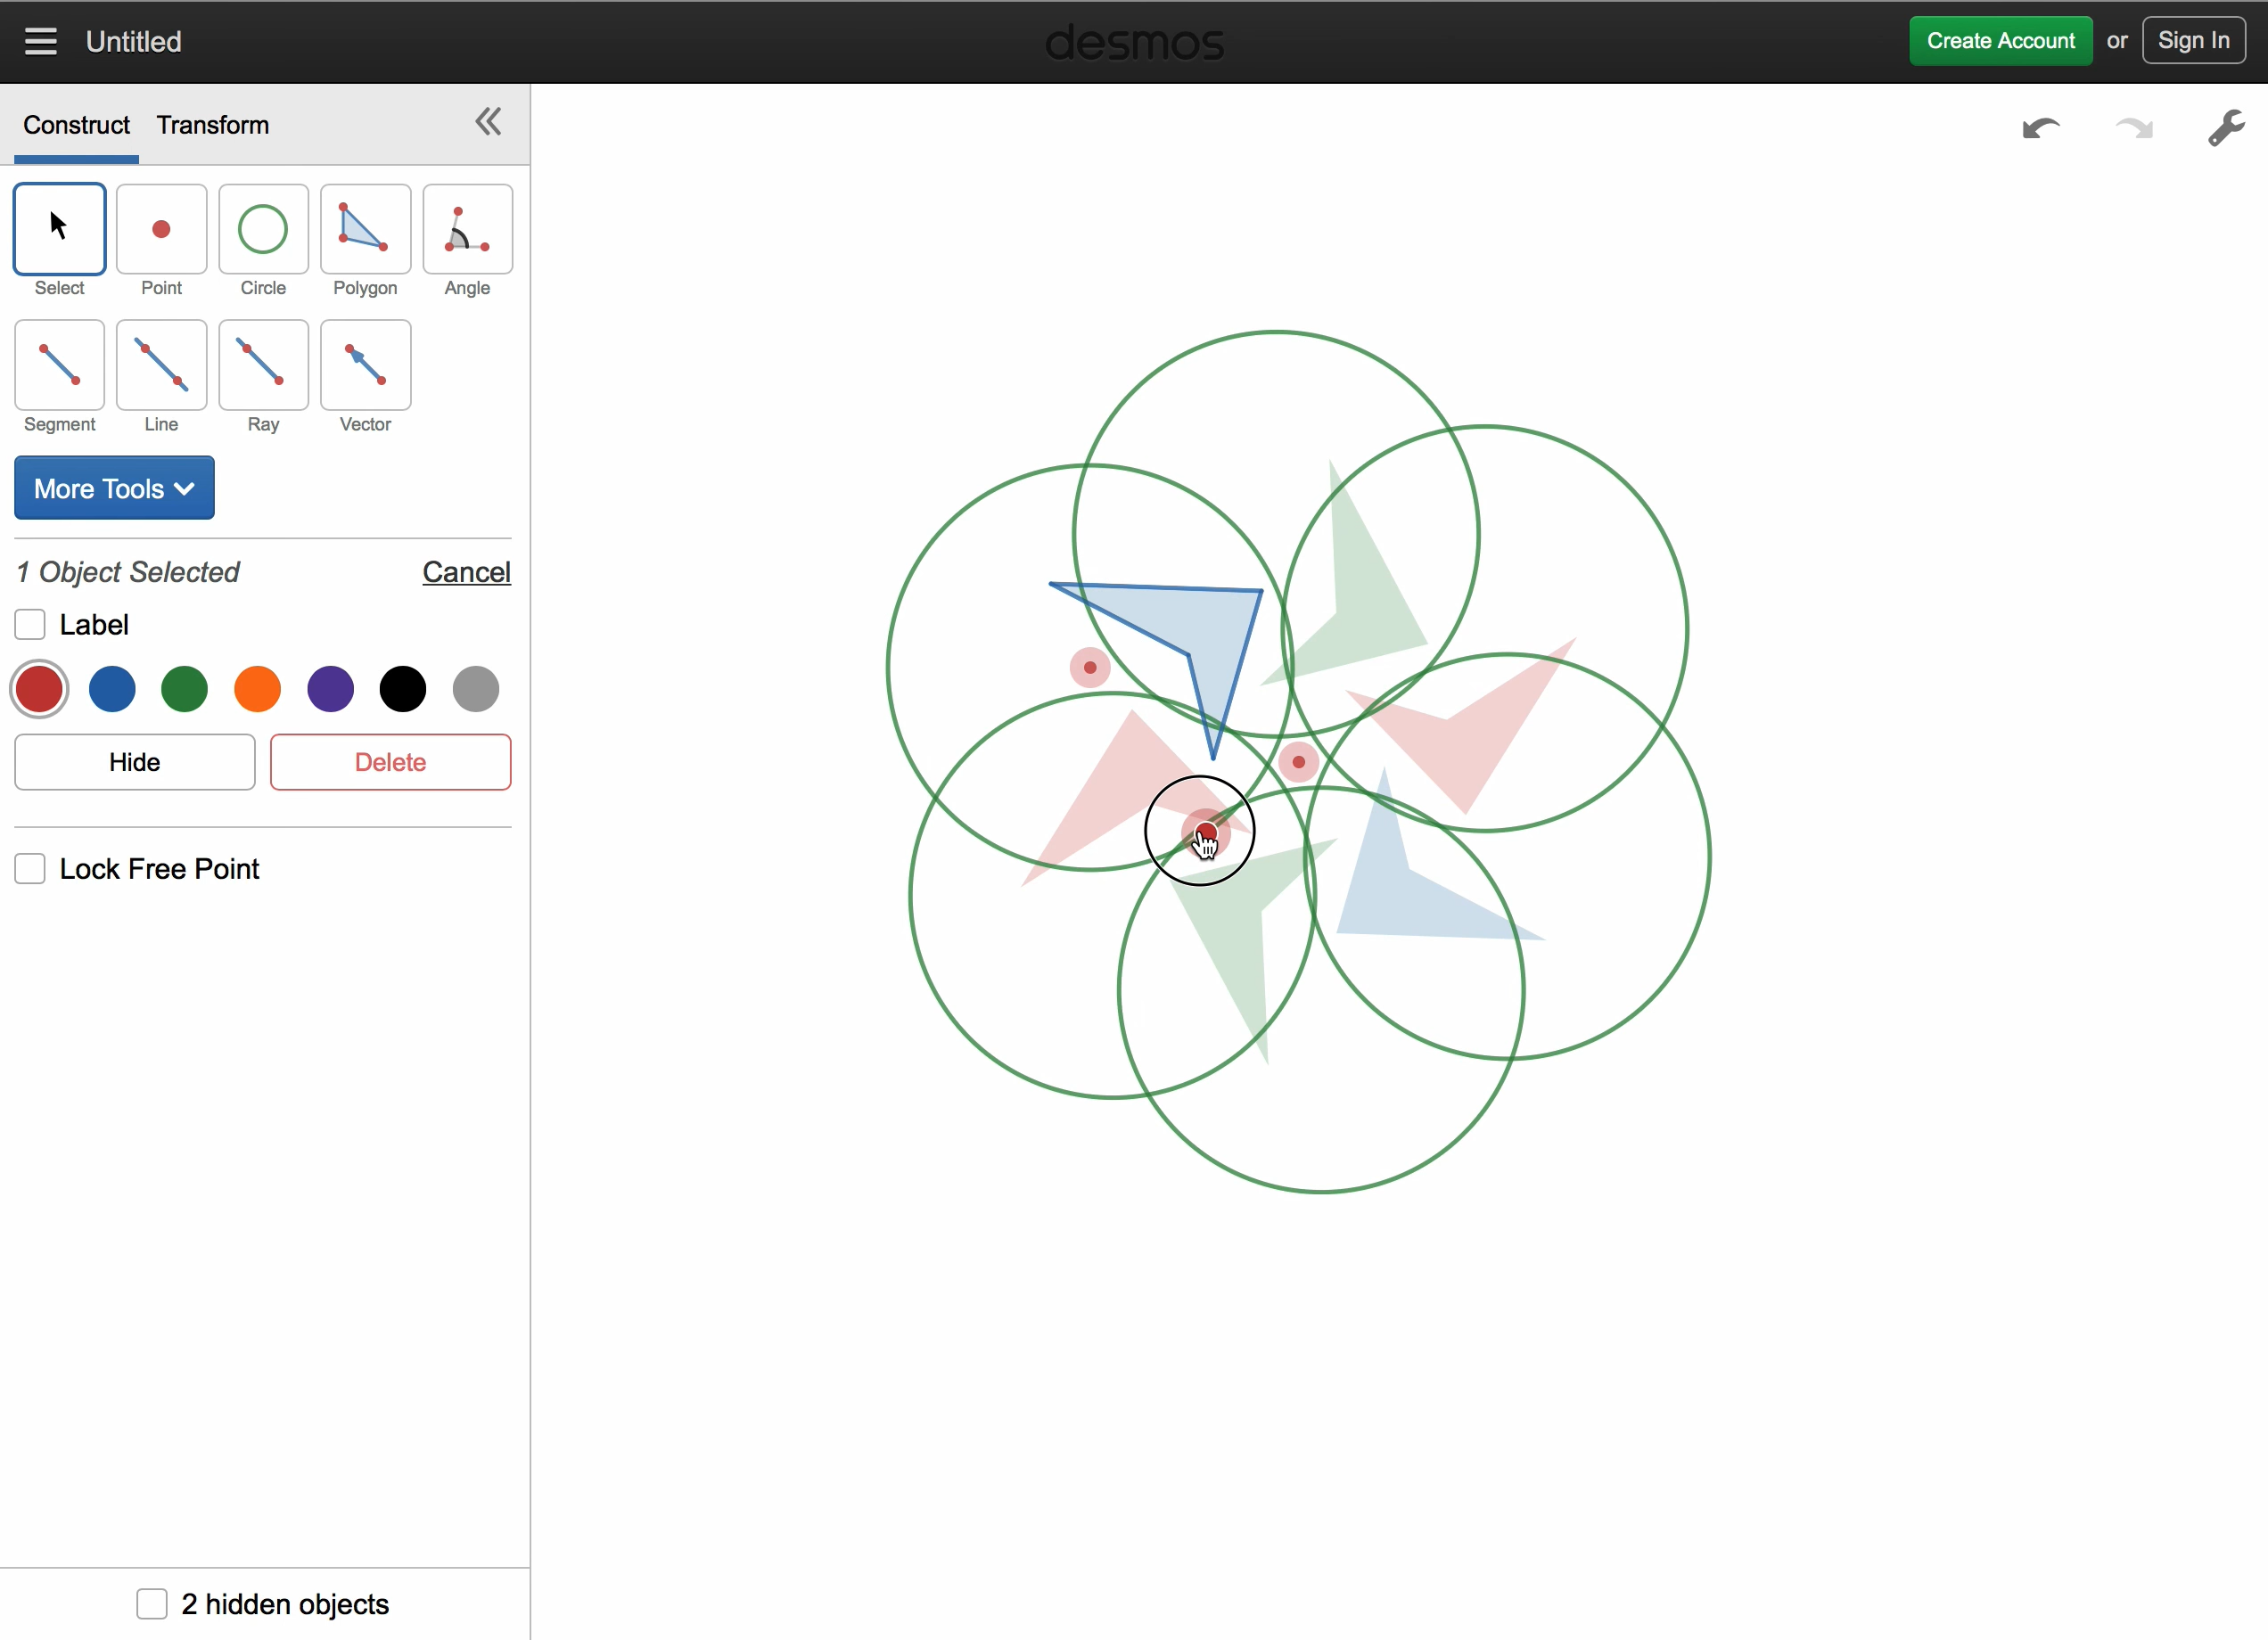 Untitled
desmos
Create Account or Sign In
Construct Transform
Select Point Circle Polygon Angle
Segment Line Ray Vector
More Tools
1 Object Selected Cancel
Label
Hide Delete
Lock Free Point
2 hidden objects